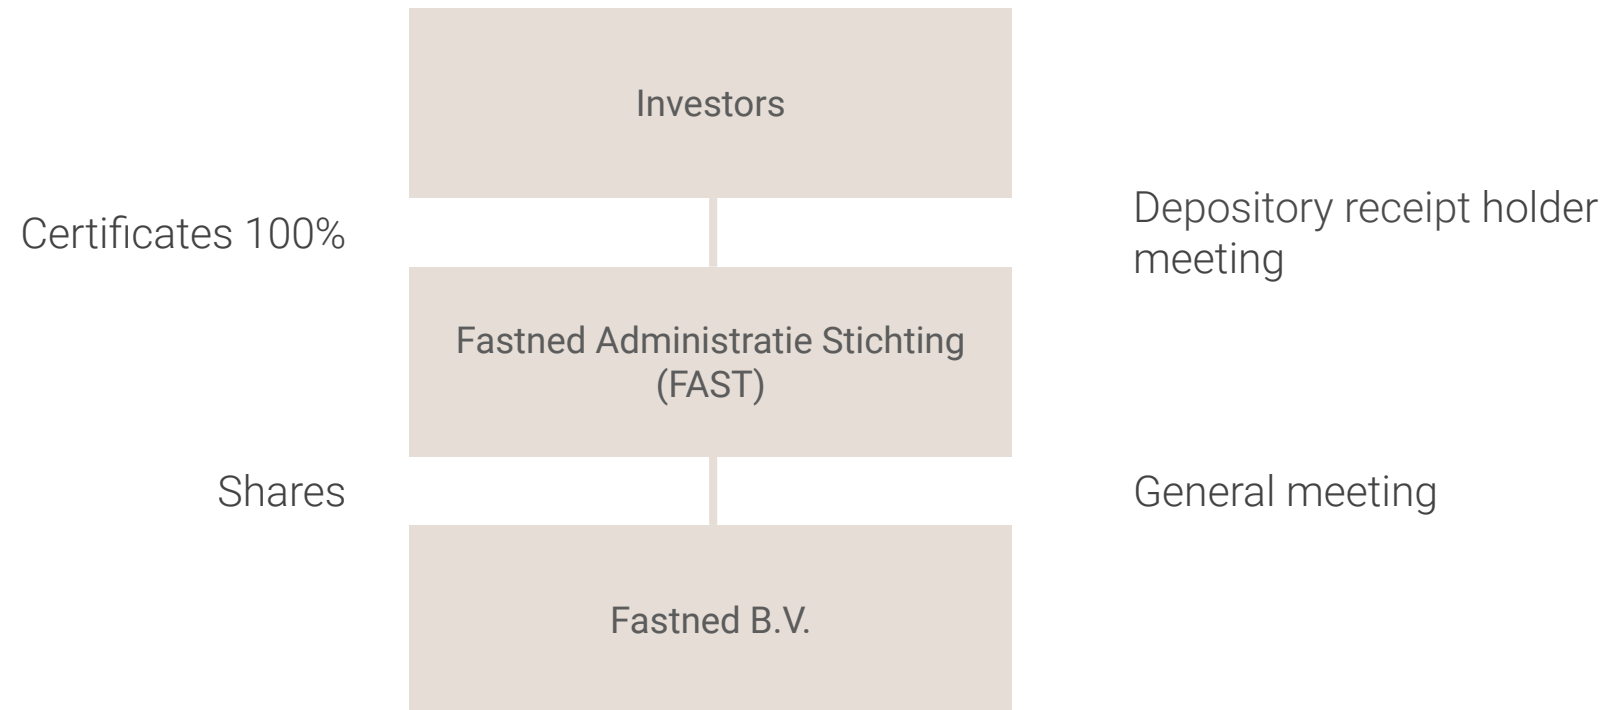 Investors
Certificates 100%
Depository receipt holder
meeting
Fastned Administratie Stichting
(FAST)
Shares
General meeting
Fastned B.V.